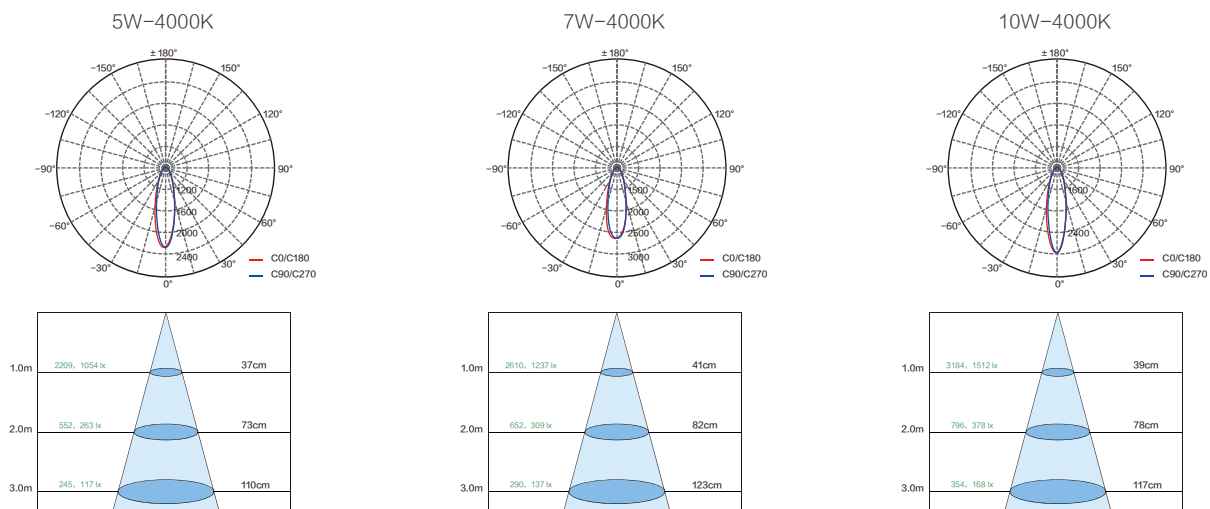 5W-4000K
7W-4000K
10W-4000K
±180°
-150° 150°
-120° 120°
-90° 90°
-60° 60°
-30° 30°
0°
1200
1600
2000
2400
C0/C180
C90/C270
±180°
-150° 150°
-120° 120°
-90° 90°
-60° 60°
-30° 30°
0°
1500
2000
2500
3000
C0/C180
C90/C270
±180°
-150° 150°
-120° 120°
-90° 90°
-60° 60°
-30° 30°
0°
1600
2400
C0/C180
C90/C270
1.0m 2209, 1054 lx 37cm
2.0m 552, 263 lx 73cm
3.0m 245, 117 lx 110cm
1.0m 2610, 1237 lx 41cm
2.0m 652, 309 lx 82cm
3.0m 290, 137 lx 123cm
1.0m 3184, 1512 lx 39cm
2.0m 796, 378 lx 78cm
3.0m 354, 168 lx 117cm